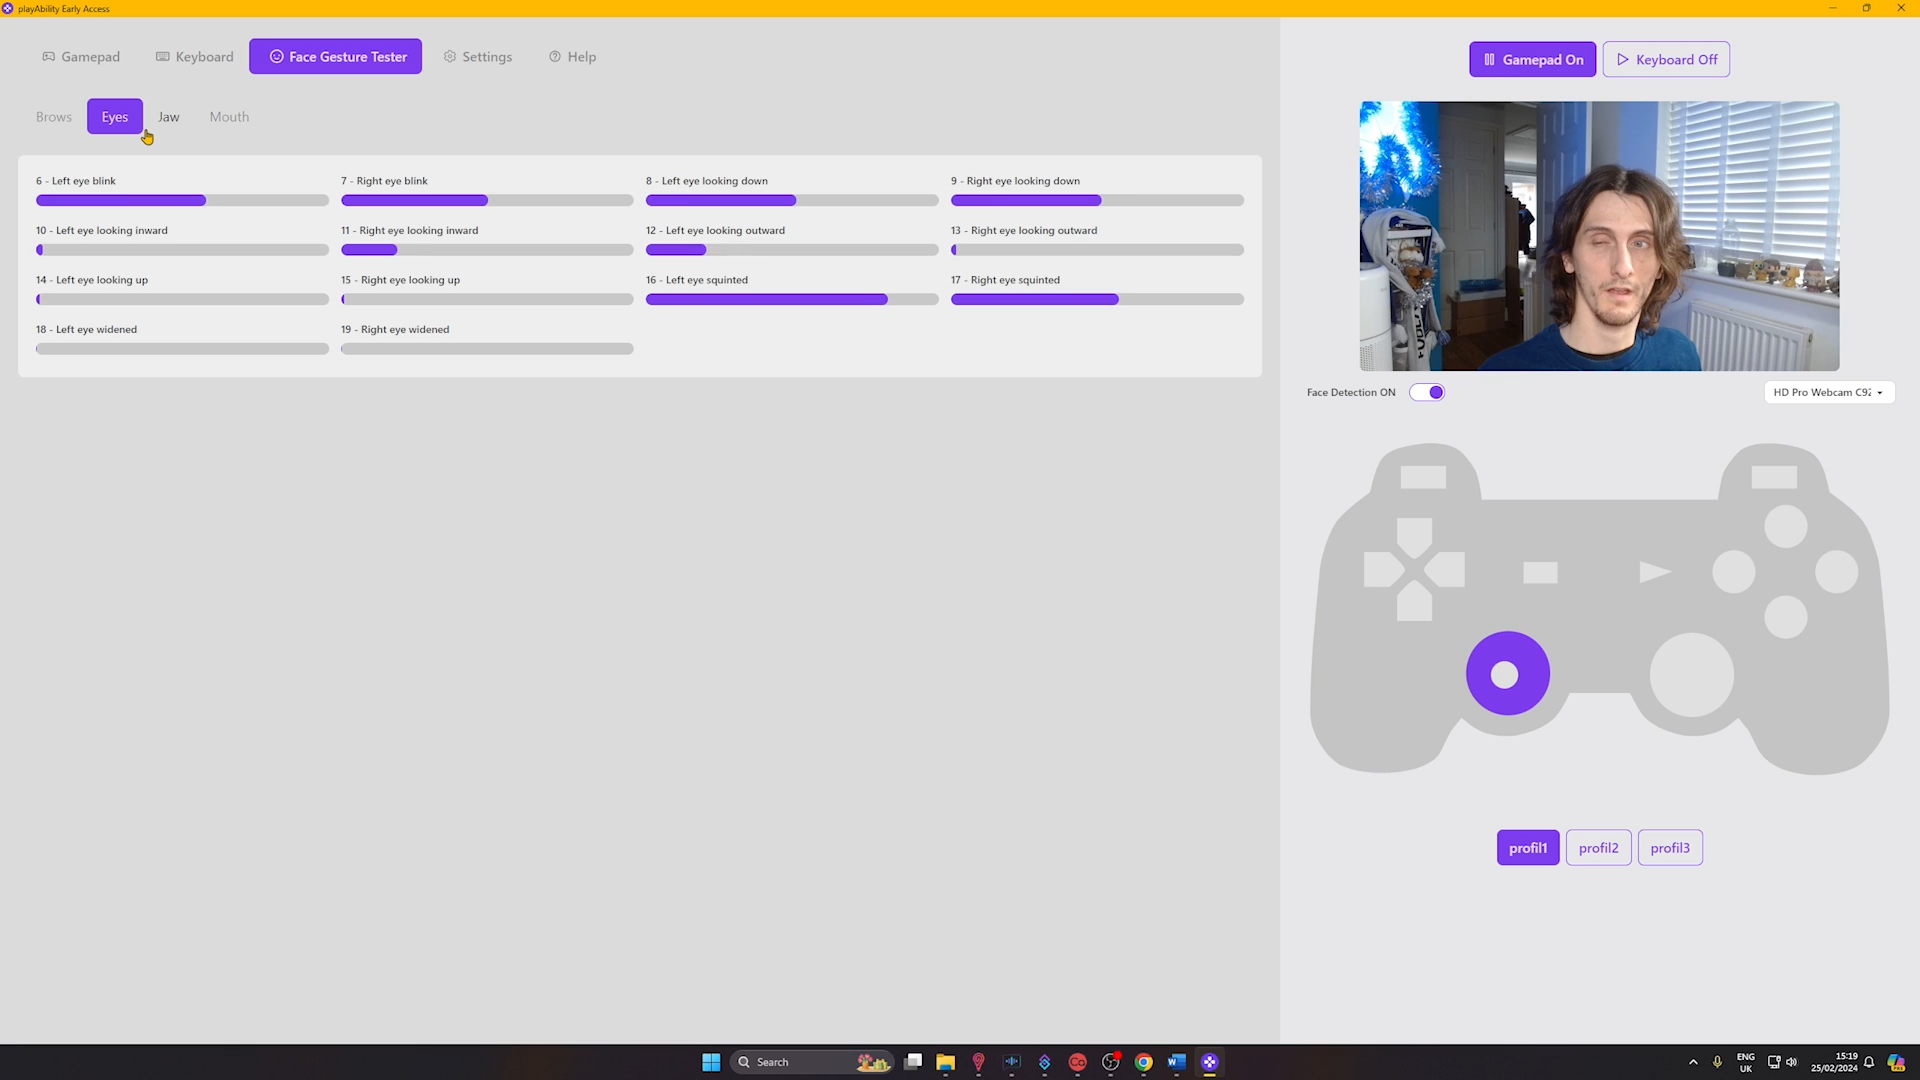 playAbility Early Access
Gamepad Keyboard Face Gesture Tester Settings Help
Gamepad On Keyboard Off
Brows Eyes Jaw Mouth
6 - Left eye blink
7 - Right eye blink
8 - Left eye looking down
9 - Right eye looking down
10 - Left eye looking inward
11 - Right eye looking inward
12 - Left eye looking outward
13 - Right eye looking outward
14 - Left eye looking up
15 - Right eye looking up
16 - Left eye squinted
17 - Right eye squinted
18 - Left eye widened
19 - Right eye widened
Face Detection ON
HD Pro Webcam C92
profil1 profil2 profil3
Search
ENG
UK
15:19
25/02/2024